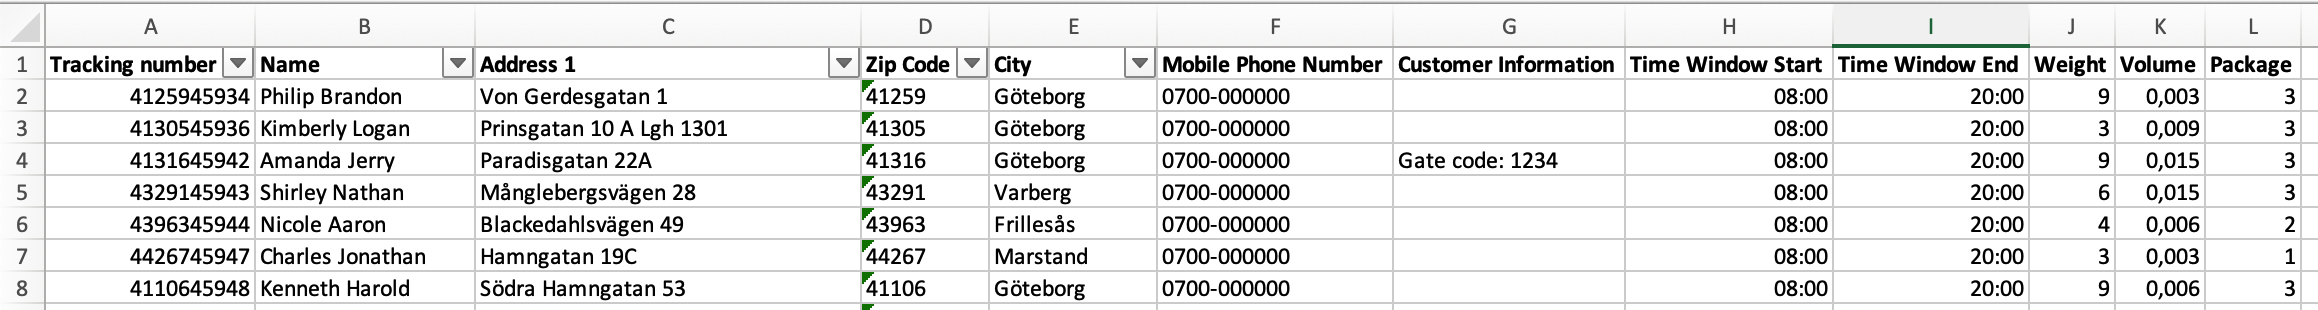 A B C D E F G H I J K L
1 Tracking number Name Address 1 Zip Code City Mobile Phone Number Customer Information Time Window Start Time Window End Weight Volume Package
2 4125945934 Philip Brandon Von Gerdesgatan 1 41259 Göteborg 0700-000000 08:00 20:00 9 0,003 3
3 4130545936 Kimberly Logan Prinsgatan 10 A Lgh 1301 41305 Göteborg 0700-000000 08:00 20:00 3 0,009 3
4 4131645942 Amanda Jerry Paradisgatan 22A 41316 Göteborg 0700-000000 Gate code: 1234 08:00 20:00 9 0,015 3
5 4329145943 Shirley Nathan Månglebergsvägen 28 43291 Varberg 0700-000000 08:00 20:00 6 0,015 3
6 4396345944 Nicole Aaron Blackedahlsvägen 49 43963 Frillesås 0700-000000 08:00 20:00 4 0,006 2
7 4426745947 Charles Jonathan Hamngatan 19C 44267 Marstand 0700-000000 08:00 20:00 3 0,003 1
8 4110645948 Kenneth Harold Södra Hamngatan 53 41106 Göteborg 0700-000000 08:00 20:00 9 0,006 3